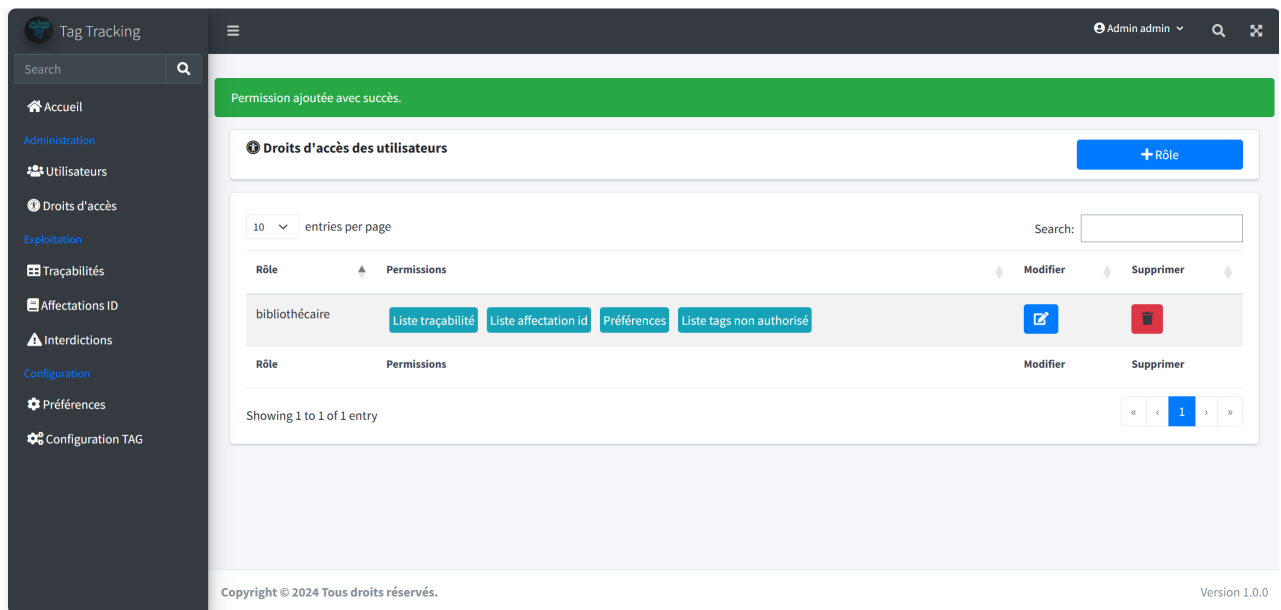 Tag Tracking
Admin admin
Search
Accueil
Administration
Utilisateurs
Droits d'accès
Exploitation
Traçabilités
Affectations ID
Interdictions
Configuration
Préférences
Configuration TAG
Permission ajoutée avec succès.
Droits d'accès des utilisateurs
Rôle
10 entries per page
Search:
Rôle Permissions Modifier Supprimer
bibliothécaire Liste traçabilité Liste affectation id Préférences Liste tags non authorisé
Rôle Permissions Modifier Supprimer
Showing 1 to 1 of 1 entry
« ‹ 1 › »
Copyright © 2024 Tous droits réservés.
Version 1.0.0